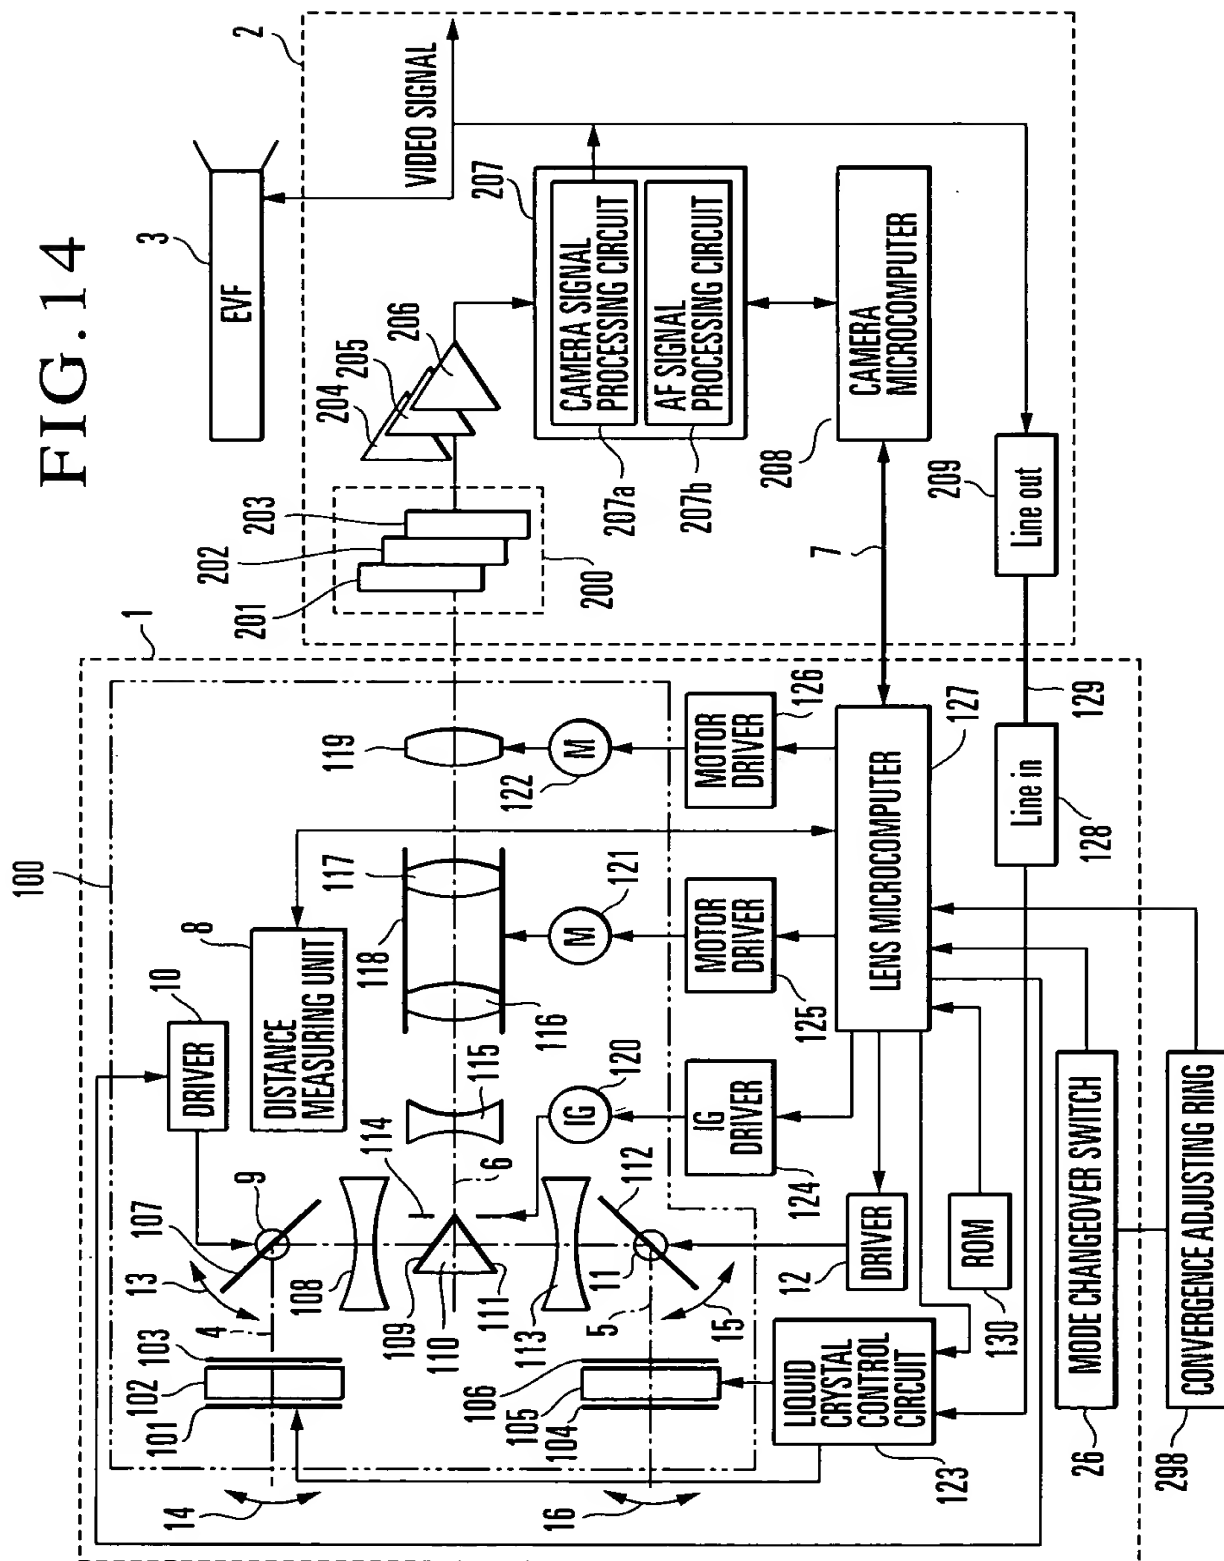 FIG.14
2
3
EVF
VIDEO SIGNAL
204
205
206
207
CAMERA SIGNAL
PROCESSING CIRCUIT
AF SIGNAL
PROCESSING CIRCUIT
207a
207b
CAMERA
MICROCOMPUTER
208
209
Line out
201
202
203
200
7
1
100
8
DISTANCE
MEASURING UNIT
10
DRIVER
119
M
122
MOTOR
DRIVER
126
117
118
116
M
121
MOTOR
DRIVER
125
LENS MICROCOMPUTER
127
129
Line in
128
115
114
6
IG
120
IG
DRIVER
124
9
107
13
108
109
110
111
113
112
11
12
DRIVER
ROM
130
4
103
102
101
5
15
106
105
104
LIQUID
CRYSTAL
CONTROL
CIRCUIT
123
14
16
MODE CHANGEOVER SWITCH
26
CONVERGENCE ADJUSTING RING
298